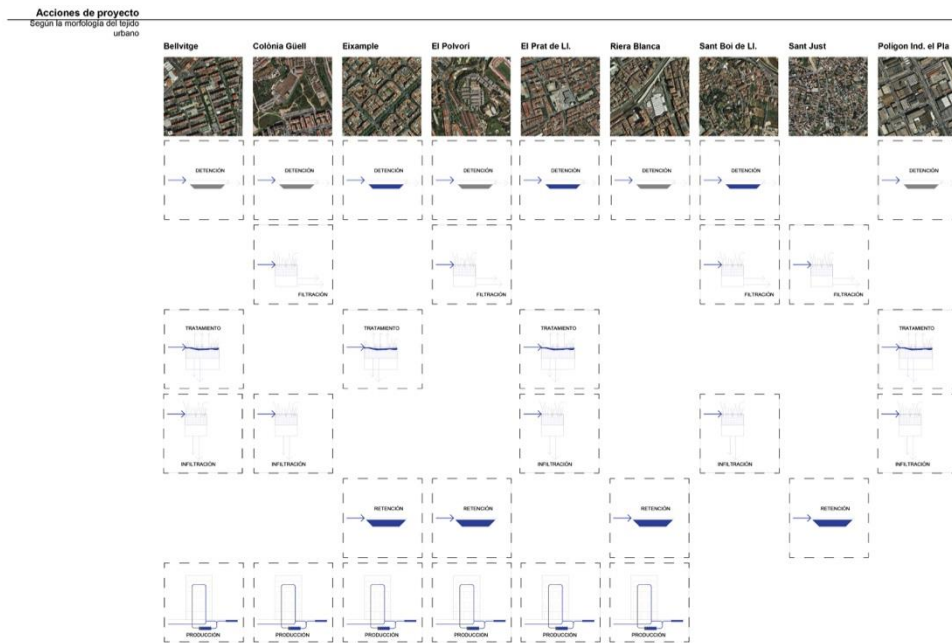 Acciones de proyecto
Según la morfología del tejido
urbano
Bellvitge Colònia Güell Eixample El Polvorí El Prat de Ll. Riera Blanca Sant Boi de Ll. Sant Just Polígon Ind. el Pla
DETENCIÓN DETENCIÓN DETENCIÓN DETENCIÓN DETENCIÓN DETENCIÓN DETENCIÓN DETENCIÓN
FILTRACIÓN FILTRACIÓN FILTRACIÓN FILTRACIÓN
TRATAMIENTO TRATAMIENTO TRATAMIENTO TRATAMIENTO
INFILTRACIÓN INFILTRACIÓN INFILTRACIÓN INFILTRACIÓN INFILTRACIÓN
RETENCIÓN RETENCIÓN RETENCIÓN RETENCIÓN
PRODUCCIÓN PRODUCCIÓN PRODUCCIÓN PRODUCCIÓN PRODUCCIÓN PRODUCCIÓN